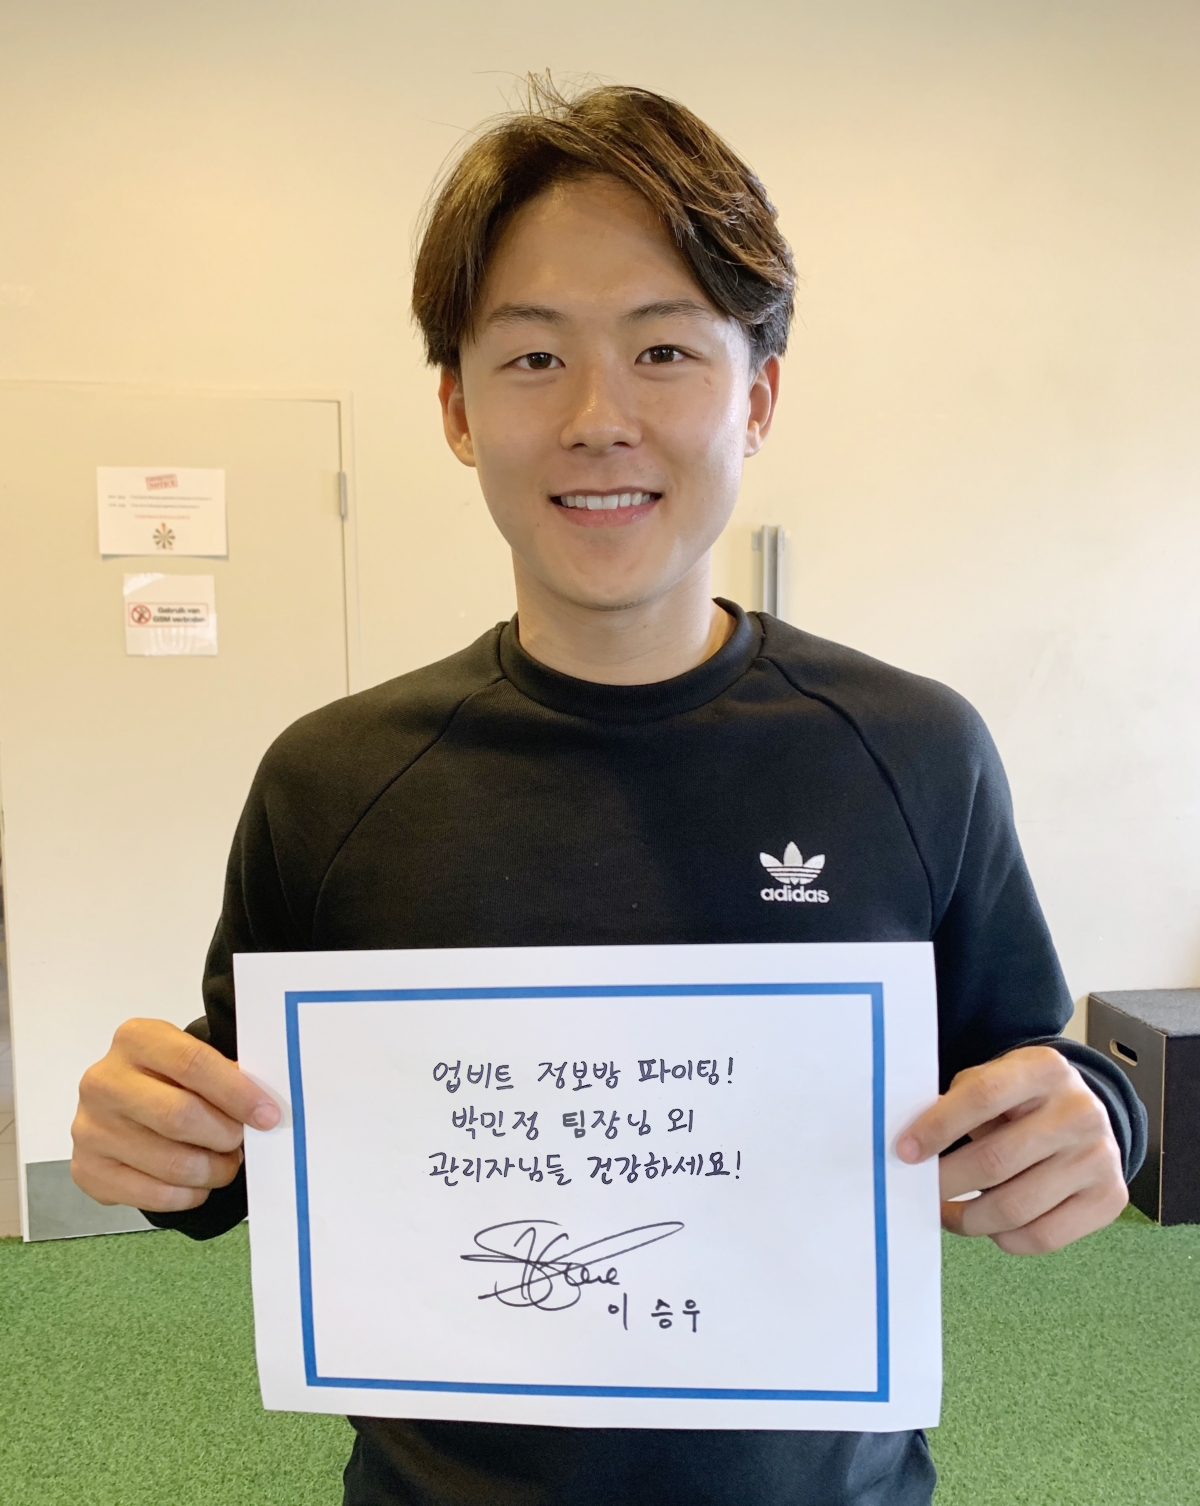 Gebruik van
GSM verboden
adidas
업비트 정보방 파이팅!
박민정 팀장님 외
관리자님들 건강하세요!
이 승우